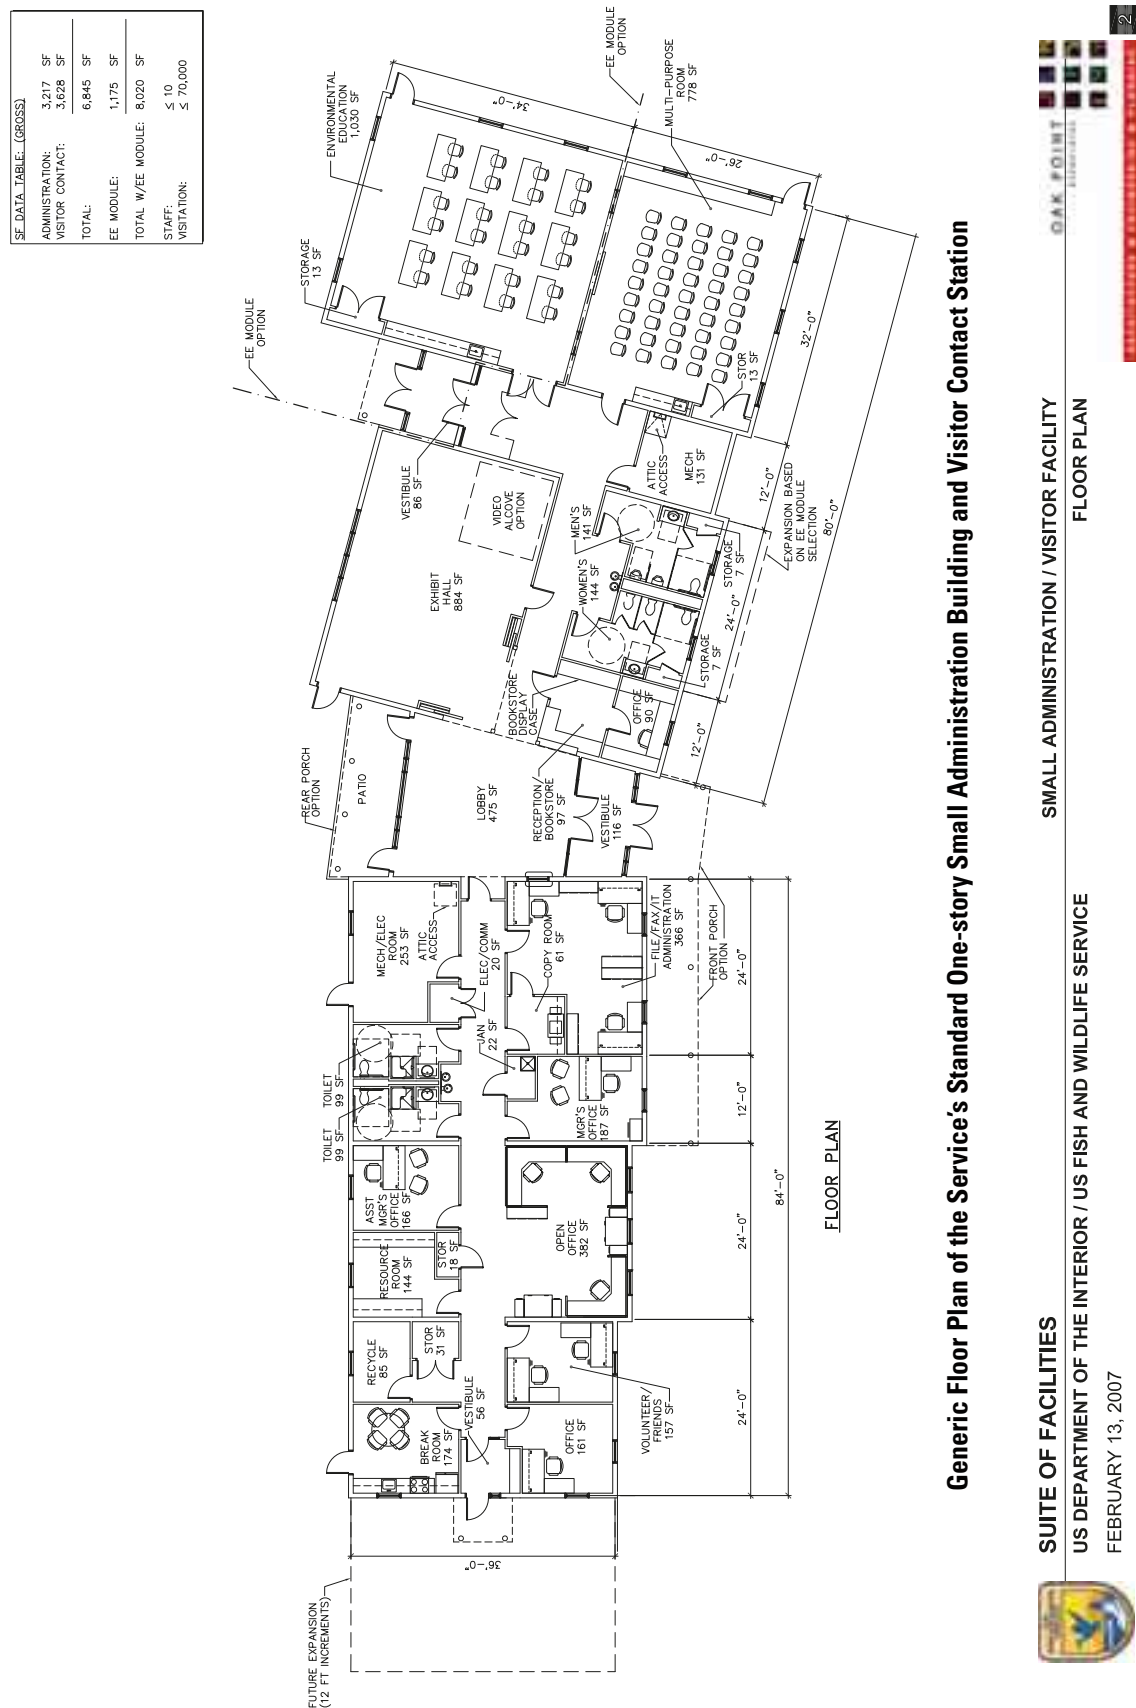 SF DATA TABLE: (GROSS)
ADMINISTRATION: 3,217 SF
VISITOR CONTACT: 3,628 SF
TOTAL: 6,845 SF
EE MODULE: 1,175 SF
TOTAL W/EE MODULE: 8,020 SF
STAFF: ≤ 10
VISITATION: ≤ 70,000
FUTURE EXPANSION
(12 FT INCREMENTS)
36'-0"
BREAK
ROOM
174 SF
VESTIBULE
56 SF
OFFICE
161 SF
RECYCLE
85 SF
STOR
31 SF
VOLUNTEER/
FRIENDS
157 SF
RESOURCE
ROOM
144 SF
STOR
18 SF
OPEN
OFFICE
382 SF
ASST
MGR'S
OFFICE
166 SF
TOILET
99 SF
TOILET
99 SF
MGR'S
OFFICE
187 SF
JAN
22 SF
ELEC/COMM
20 SF
COPY ROOM
61 SF
MECH/ELEC
ROOM
253 SF
ATTIC
ACCESS
FILE/FAX/IT
ADMINISTRATION
366 SF
FRONT PORCH
OPTION
24'-0"
24'-0"
12'-0"
24'-0"
84'-0"
REAR PORCH
OPTION
PATIO
LOBBY
475 SF
RECEPTION/
BOOKSTORE
97 SF
VESTIBULE
116 SF
BOOKSTORE
DISPLAY
CASE
OFFICE
90 SF
EXHIBIT
HALL
884 SF
VIDEO
ALCOVE
OPTION
VESTIBULE
86 SF
WOMEN'S
144 SF
MEN'S
141 SF
STORAGE
7 SF
STORAGE
7 SF
ATTIC
ACCESS
MECH
131 SF
EE MODULE
OPTION
STORAGE
13 SF
ENVIRONMENTAL
EDUCATION
1,030 SF
34'-0"
EE MODULE
OPTION
MULTI-PURPOSE
ROOM
778 SF
26'-0"
STOR
13 SF
12'-0"
24'-0"
12'-0"
32'-0"
80'-0"
EXPANSION BASED
ON EE MODULE
SELECTION
FLOOR PLAN
Generic Floor Plan of the Service's Standard One-story Small Administration Building and Visitor Contact Station
SUITE OF FACILITIES
SMALL ADMINISTRATION / VISITOR FACILITY
US DEPARTMENT OF THE INTERIOR / US FISH AND WILDLIFE SERVICE
FLOOR PLAN
FEBRUARY 13, 2007
OAK POINT
ASSOCIATES
2